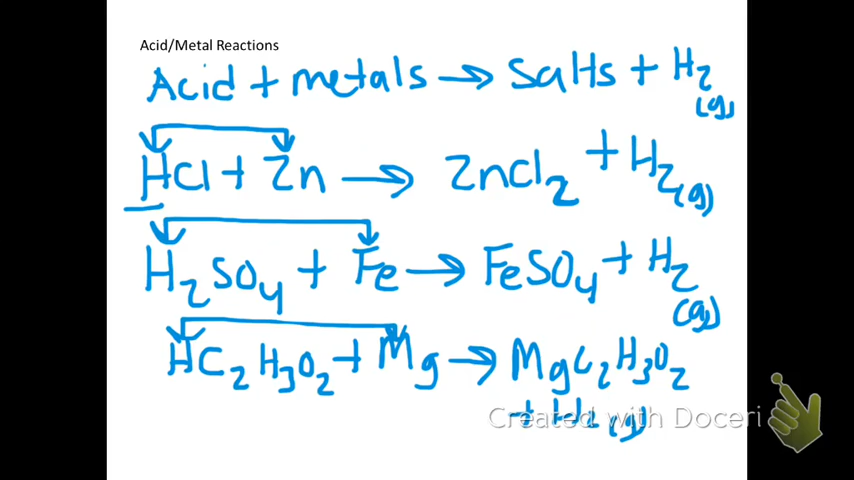 Acid/Metal Reactions
Acid + metals → Salts + H₂(g)
HCl + Zn → ZnCl₂ + H₂(g)
H₂SO₄ + Fe → FeSO₄ + H₂(g)
HC₂H₃O₂ + Mg → MgC₂H₃O₂
+ H₂(g)
Created with Doceri